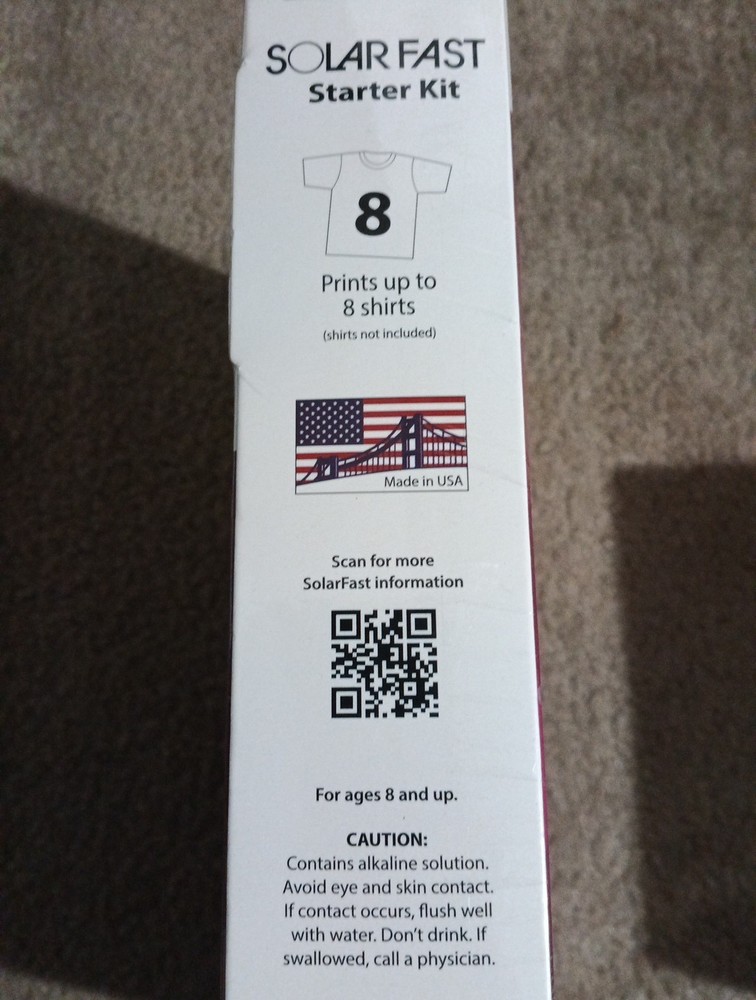 SOLARFAST
Starter Kit
8
Prints up to
8 shirts
(shirts not included)
Made in USA
Scan for more
SolarFast information
For ages 8 and up.
CAUTION:
Contains alkaline solution.
Avoid eye and skin contact.
If contact occurs, flush well
with water. Don’t drink. If
swallowed, call a physician.